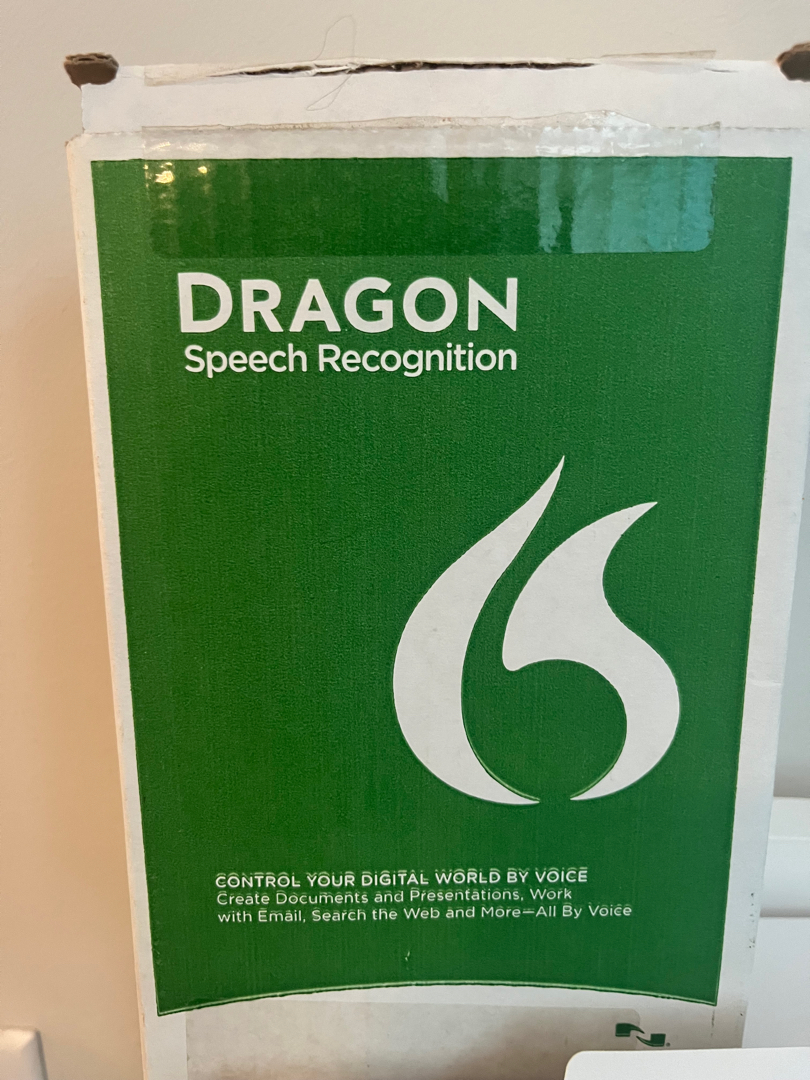 DRAGON
Speech Recognition
CONTROL YOUR DIGITAL WORLD BY VOICE
Create Documents and Presentations, Work
with Email, Search the Web and More—All By Voice